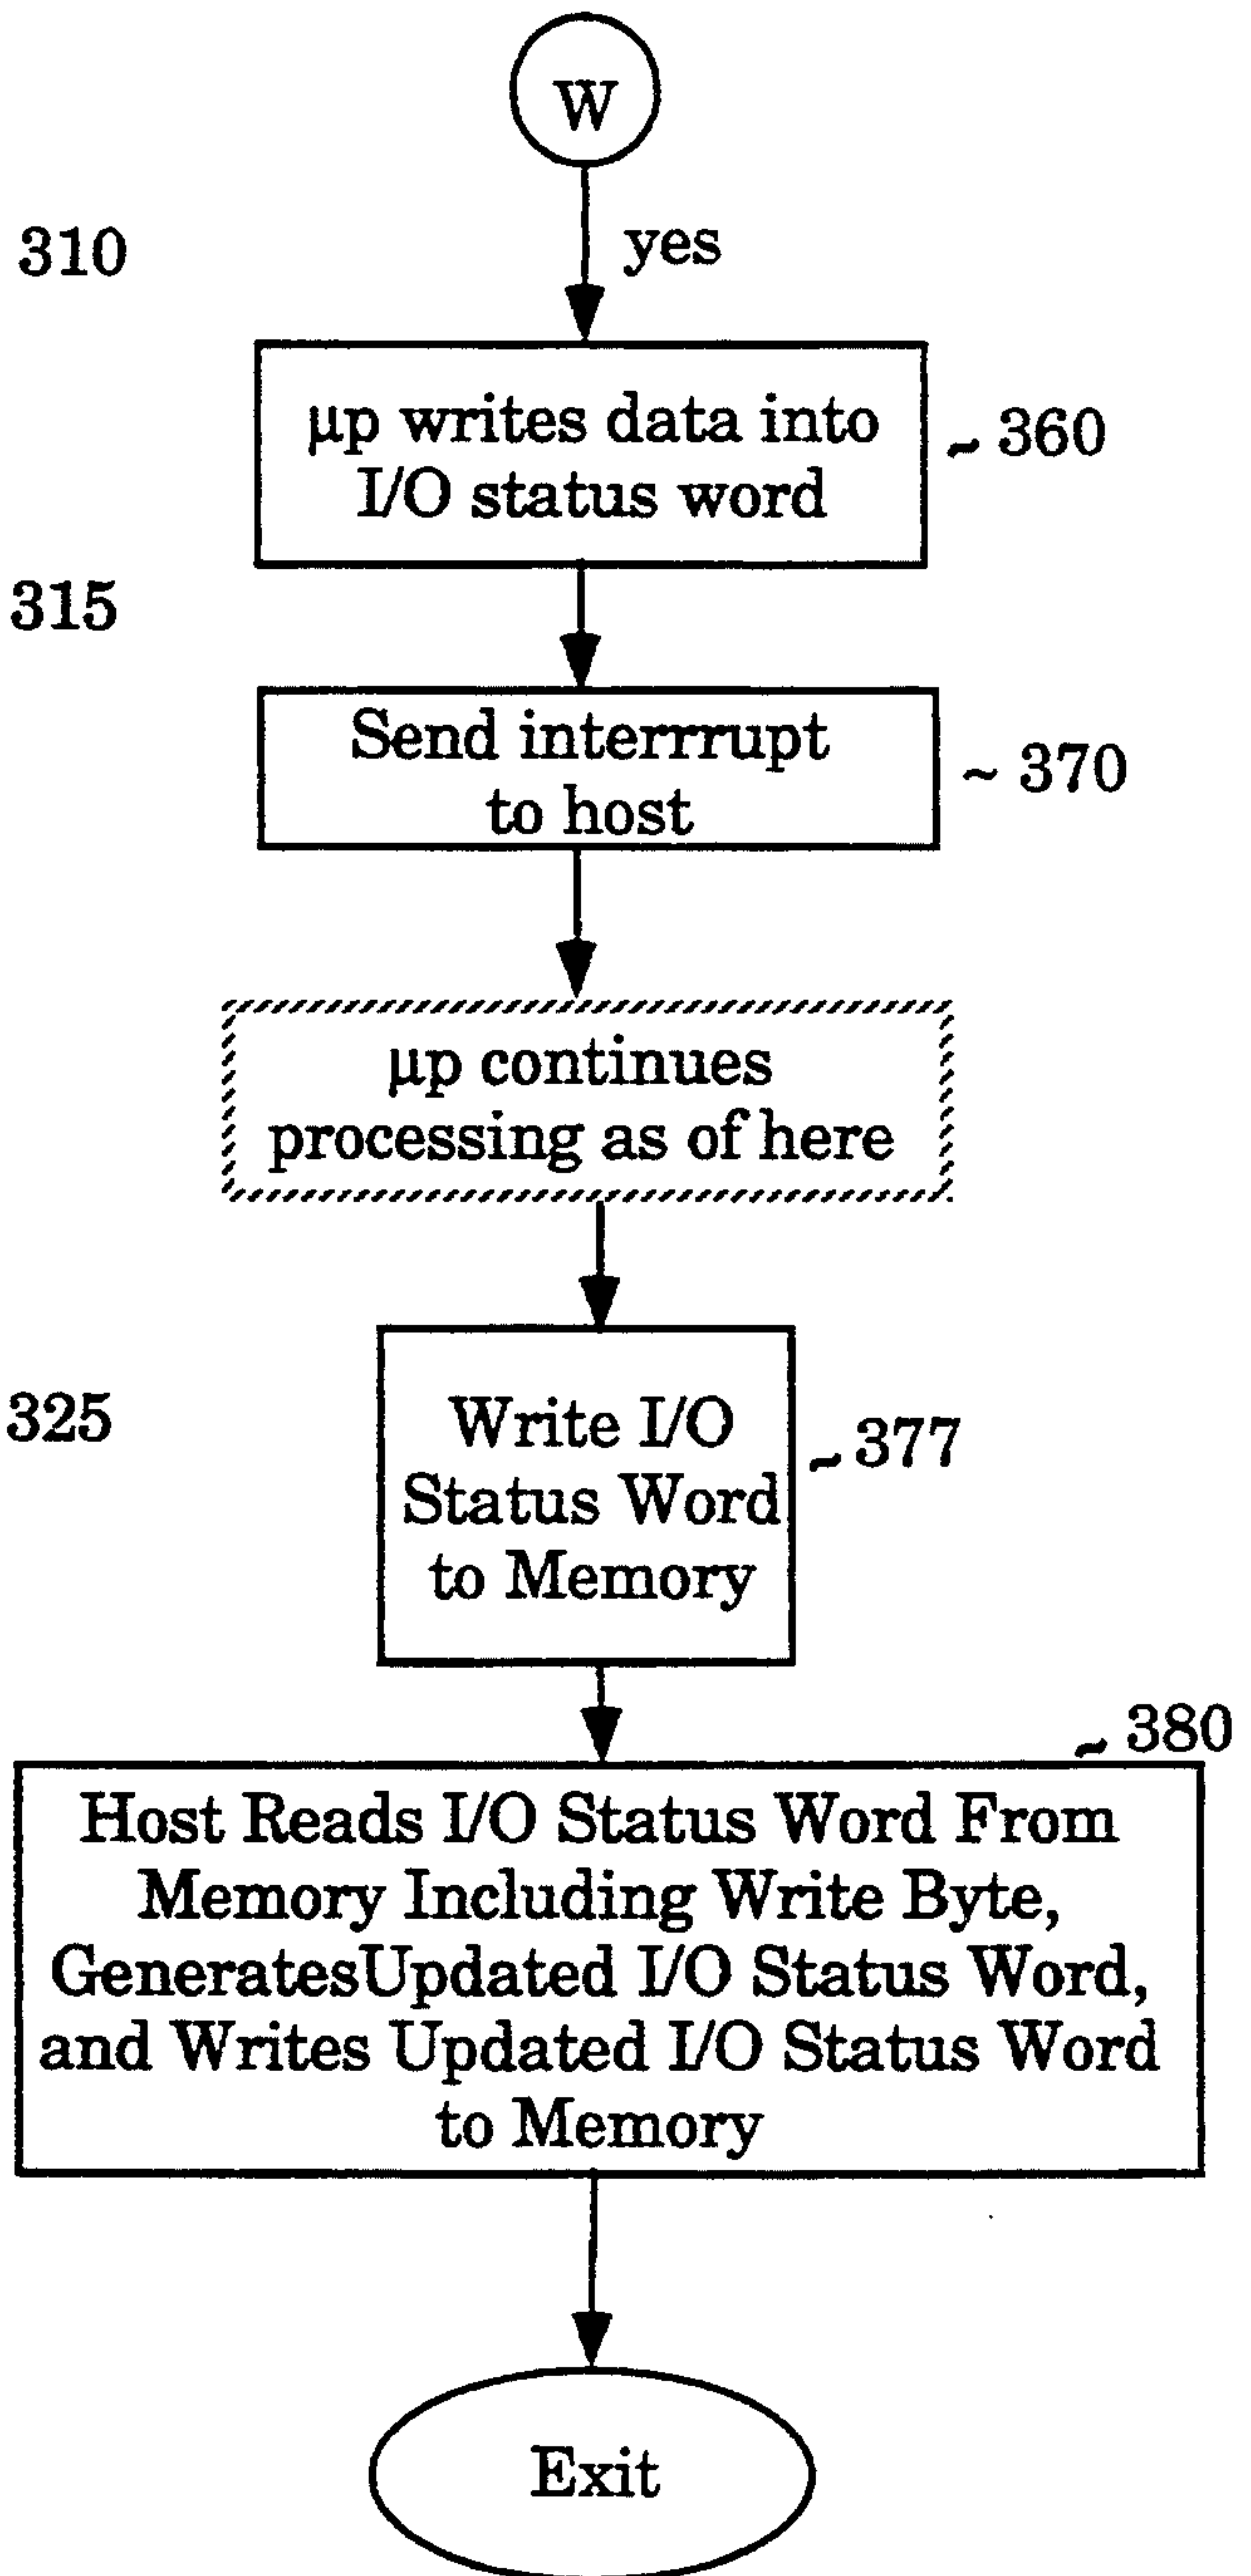 W
310
yes
µp writes data into
I/O status word
~ 360
315
Send interrrupt
to host
~ 370
µp continues
processing as of here
325
Write I/O
Status Word
to Memory
~ 377
~ 380
Host Reads I/O Status Word From
Memory Including Write Byte,
GeneratesUpdated I/O Status Word,
and Writes Updated I/O Status Word
to Memory
Exit